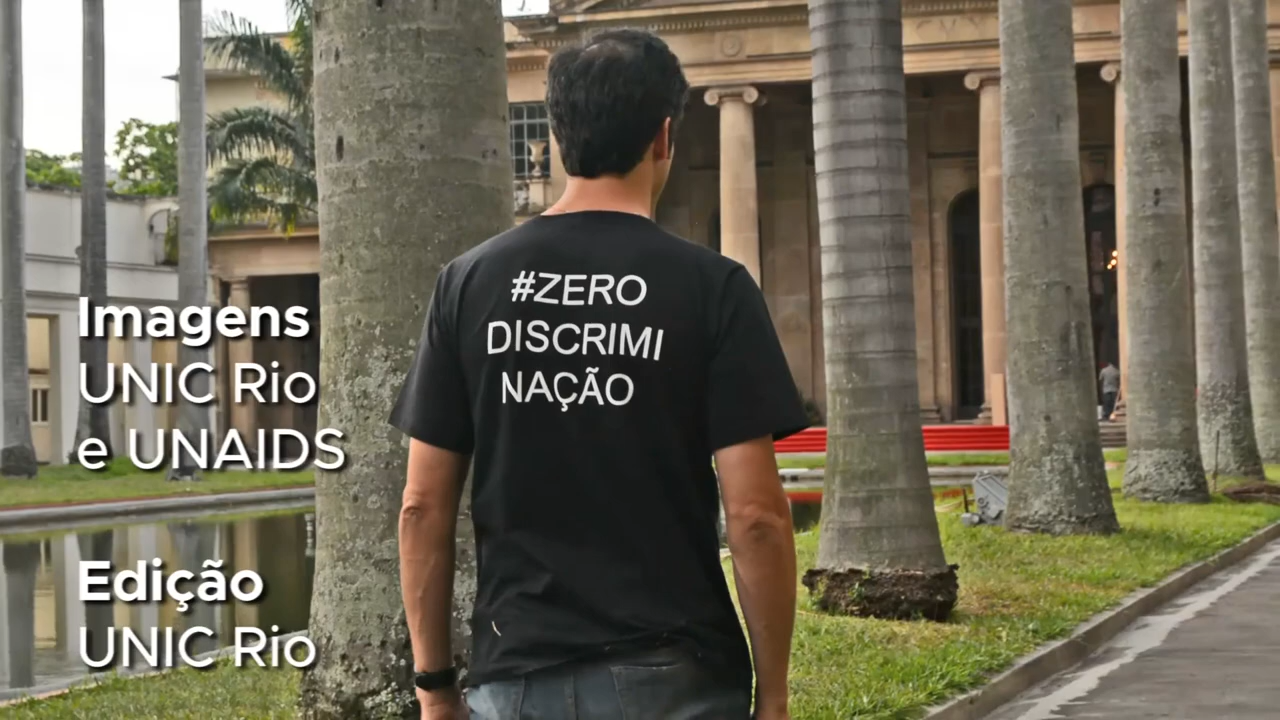 #ZERO
DISCRIMI
NAÇÃO
Imagens
UNIC Rio
e UNAIDS
Edição
UNIC Rio